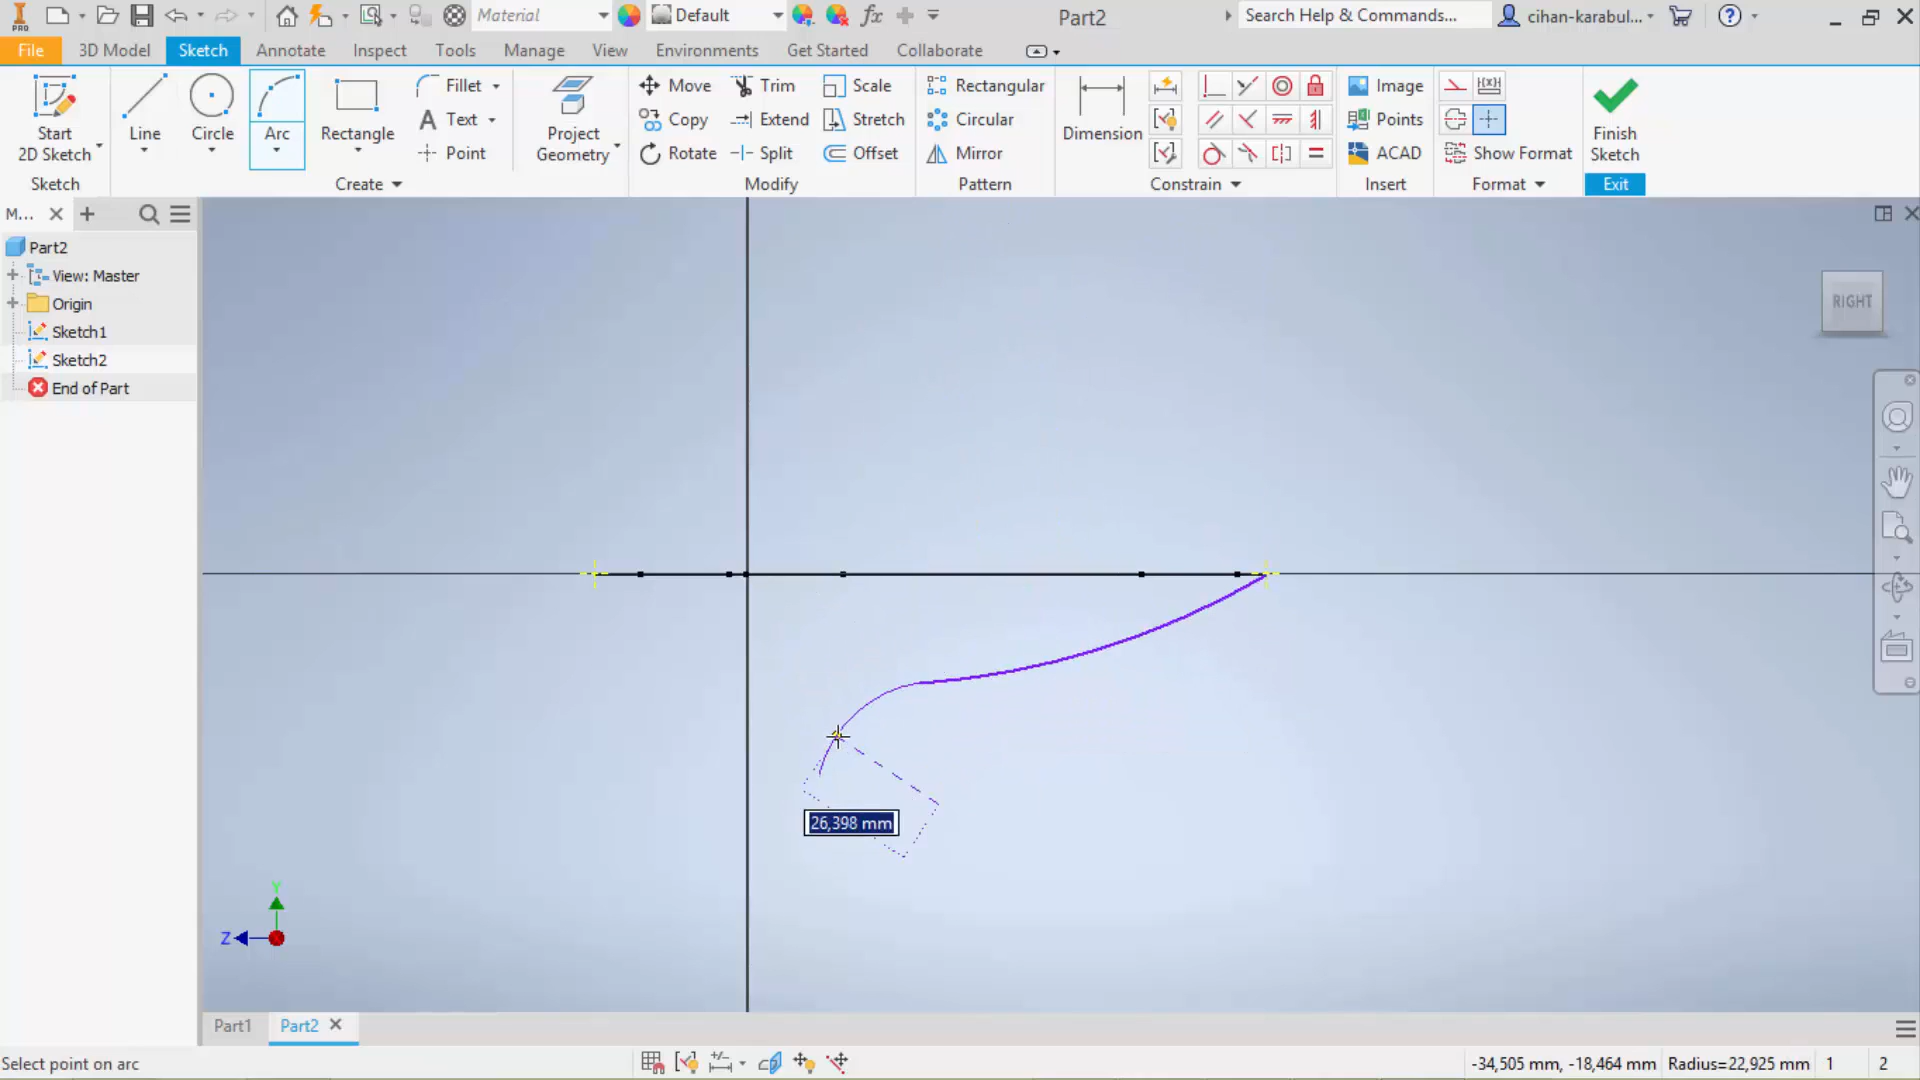 PRO
Material
Default
fx
Part2
Search Help & Commands...
cihan-karabul...
File
3D Model
Sketch
Annotate
Inspect
Tools
Manage
View
Environments
Get Started
Collaborate
Start
2D Sketch
Line
Circle
Arc
Rectangle
Fillet
Text
Point
Project
Geometry
Move
Copy
Rotate
Trim
Extend
Split
Scale
Stretch
Offset
Rectangular
Circular
Mirror
Dimension
Image
Points
ACAD
Show Format
Finish
Sketch
Sketch
Create
Modify
Pattern
Constrain
Insert
Format
Exit
M...
Part2
View: Master
Origin
Sketch1
Sketch2
End of Part
RIGHT
26,398 mm
Y
Z
Part1
Part2
Select point on arc
-34,505 mm, -18,464 mm
Radius=22,925 mm
1
2